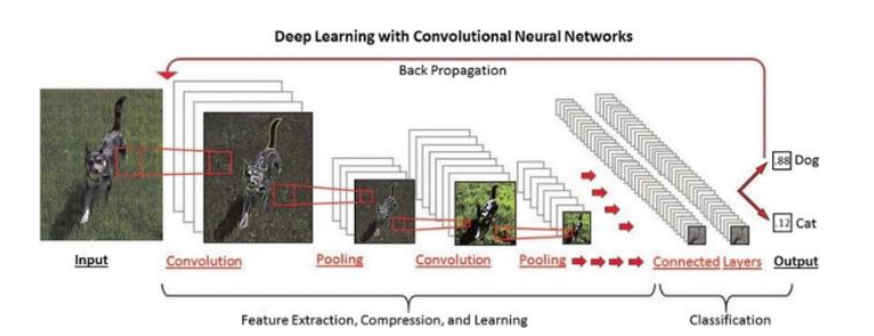 Deep Learning with Convolutional Neural Networks
Back Propagation
.88 Dog
.12 Cat
Input Convolution Pooling Convolution Pooling Connected Layers Output
Feature Extraction, Compression, and Learning Classification